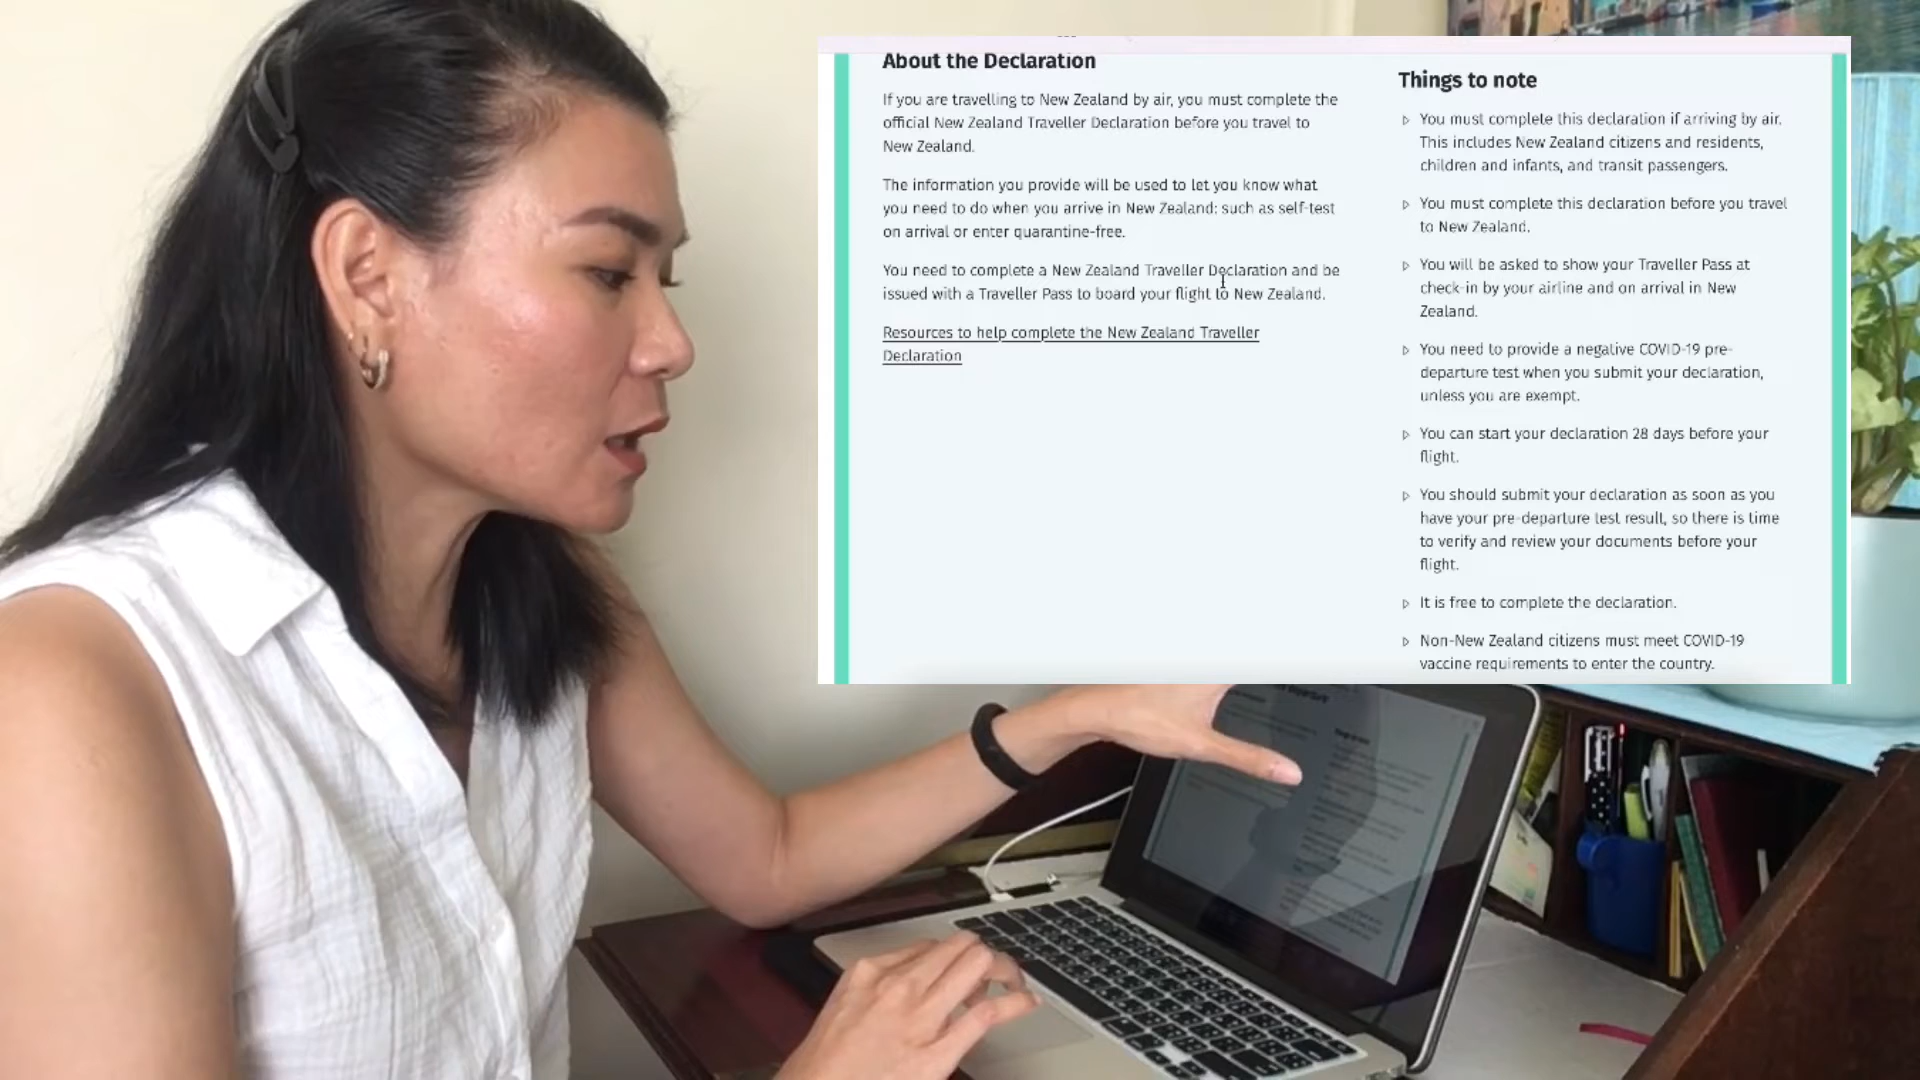 About the Declaration
If you are travelling to New Zealand by air, you must complete the
official New Zealand Traveller Declaration before you travel to
New Zealand.
The information you provide will be used to let you know what
you need to do when you arrive in New Zealand: such as self-test
on arrival or enter quarantine-free.
You need to complete a New Zealand Traveller Declaration and be
issued with a Traveller Pass to board your flight to New Zealand.
Resources to help complete the New Zealand Traveller
Declaration
Things to note
You must complete this declaration if arriving by air.
This includes New Zealand citizens and residents,
children and infants, and transit passengers.
You must complete this declaration before you travel
to New Zealand.
You will be asked to show your Traveller Pass at
check-in by your airline and on arrival in New
Zealand.
You need to provide a negative COVID-19 pre-
departure test when you submit your declaration,
unless you are exempt.
You can start your declaration 28 days before your
flight.
You should submit your declaration as soon as you
have your pre-departure test result, so there is time
to verify and review your documents before your
flight.
It is free to complete the declaration.
Non-New Zealand citizens must meet COVID-19
vaccine requirements to enter the country.